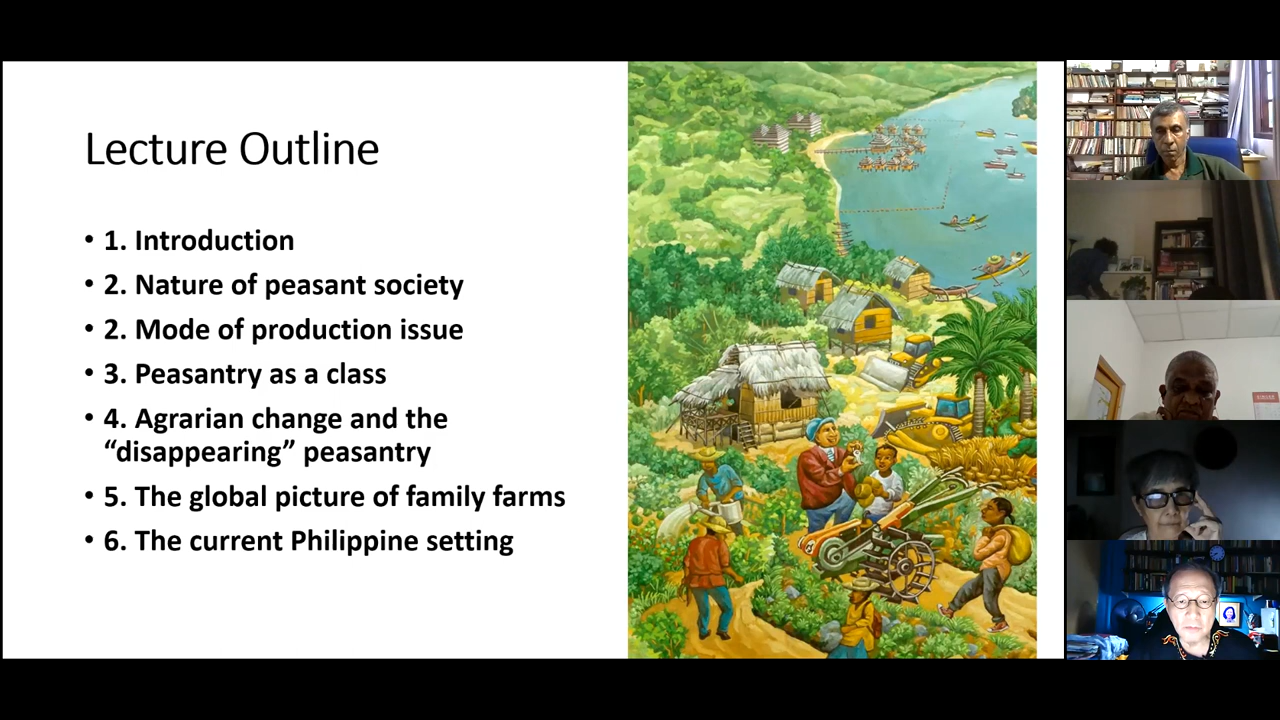 Lecture Outline
• 1. Introduction
• 2. Nature of peasant society
• 2. Mode of production issue
• 3. Peasantry as a class
• 4. Agrarian change and the
“disappearing” peasantry
• 5. The global picture of family farms
• 6. The current Philippine setting